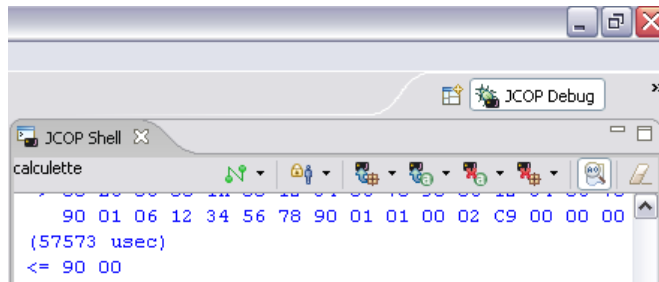 JCOP Debug
JCOP Shell
calculette
90 01 06 12 34 56 78 90 01 01 00 02 C9 00 00 00
(57573 usec)
<= 90 00